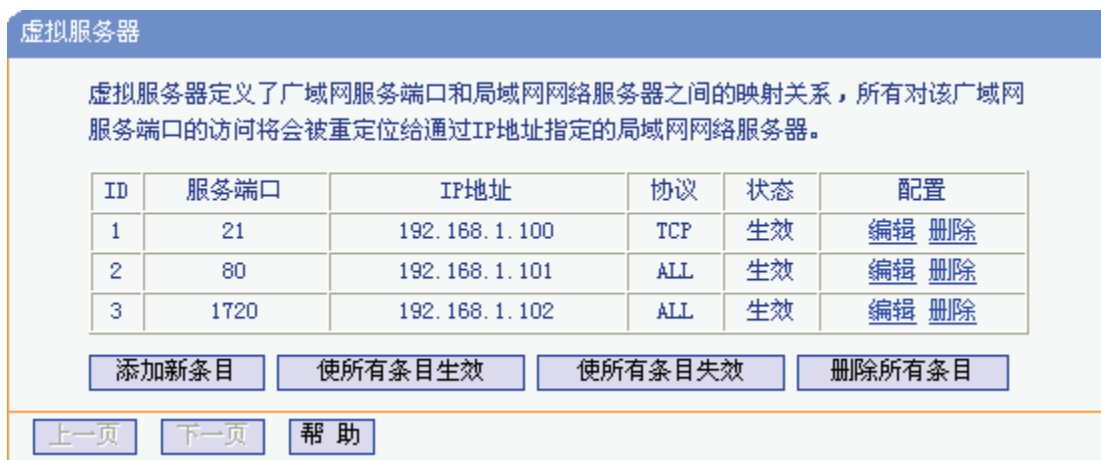 虚拟服务器
虚拟服务器定义了广域网服务端口和局域网网络服务器之间的映射关系，所有对该广域网
服务端口的访问将会被重定位给通过IP地址指定的局域网网络服务器。
ID 服务端口 IP地址 协议 状态 配置
1 21 192.168.1.100 TCP 生效 编辑 删除
2 80 192.168.1.101 ALL 生效 编辑 删除
3 1720 192.168.1.102 ALL 生效 编辑 删除
添加新条目 使所有条目生效 使所有条目失效 删除所有条目
上一页 下一页 帮 助